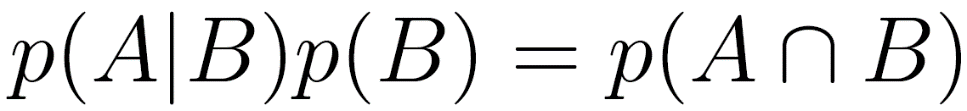 p(A|B)p(B) = p(A ∩ B)